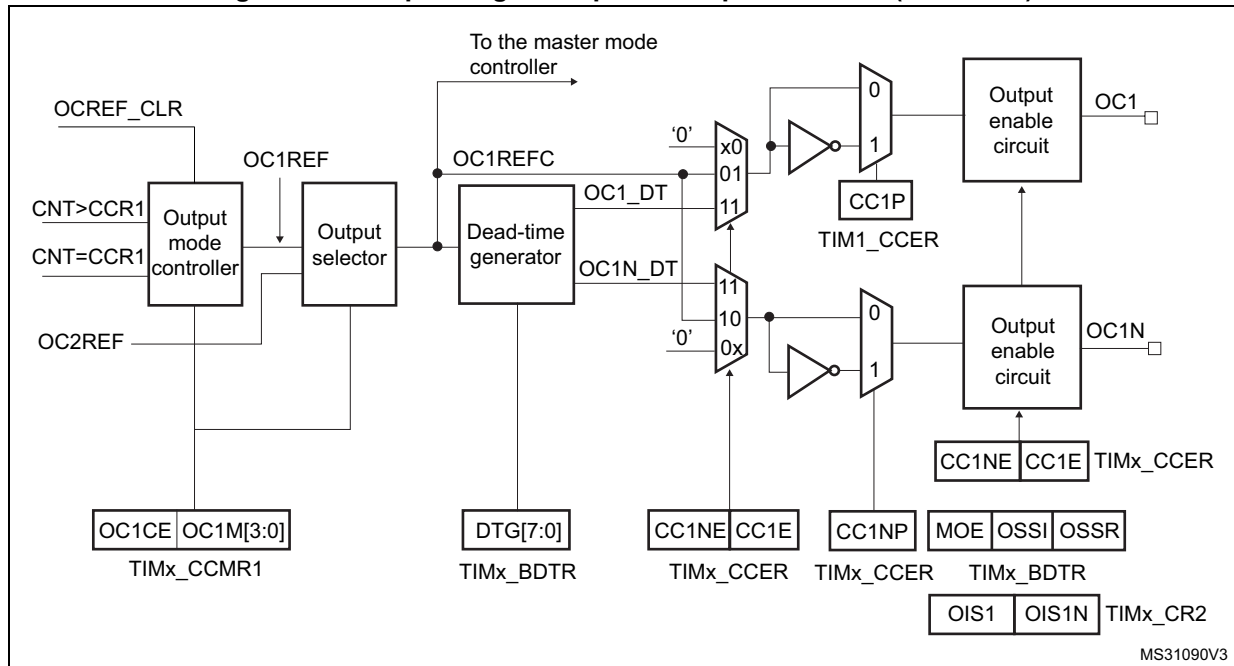 To the master mode
controller
OCREF_CLR
OC1REF
CNT>CCR1
CNT=CCR1
Output
mode
controller
Output
selector
OC2REF
OC1REFC
Dead-time
generator
OC1_DT
OC1N_DT
‘0’
x0
01
11
11
10
‘0’
0x
0
1
CC1P
TIM1_CCER
0
1
Output
enable
circuit
OC1
Output
enable
circuit
OC1N
CC1NE CC1E TIMx_CCER
OC1CE OC1M[3:0]
TIMx_CCMR1
DTG[7:0]
TIMx_BDTR
CC1NE CC1E
TIMx_CCER
CC1NP
TIMx_CCER
MOE OSSI OSSR
TIMx_BDTR
OIS1 OIS1N TIMx_CR2
MS31090V3